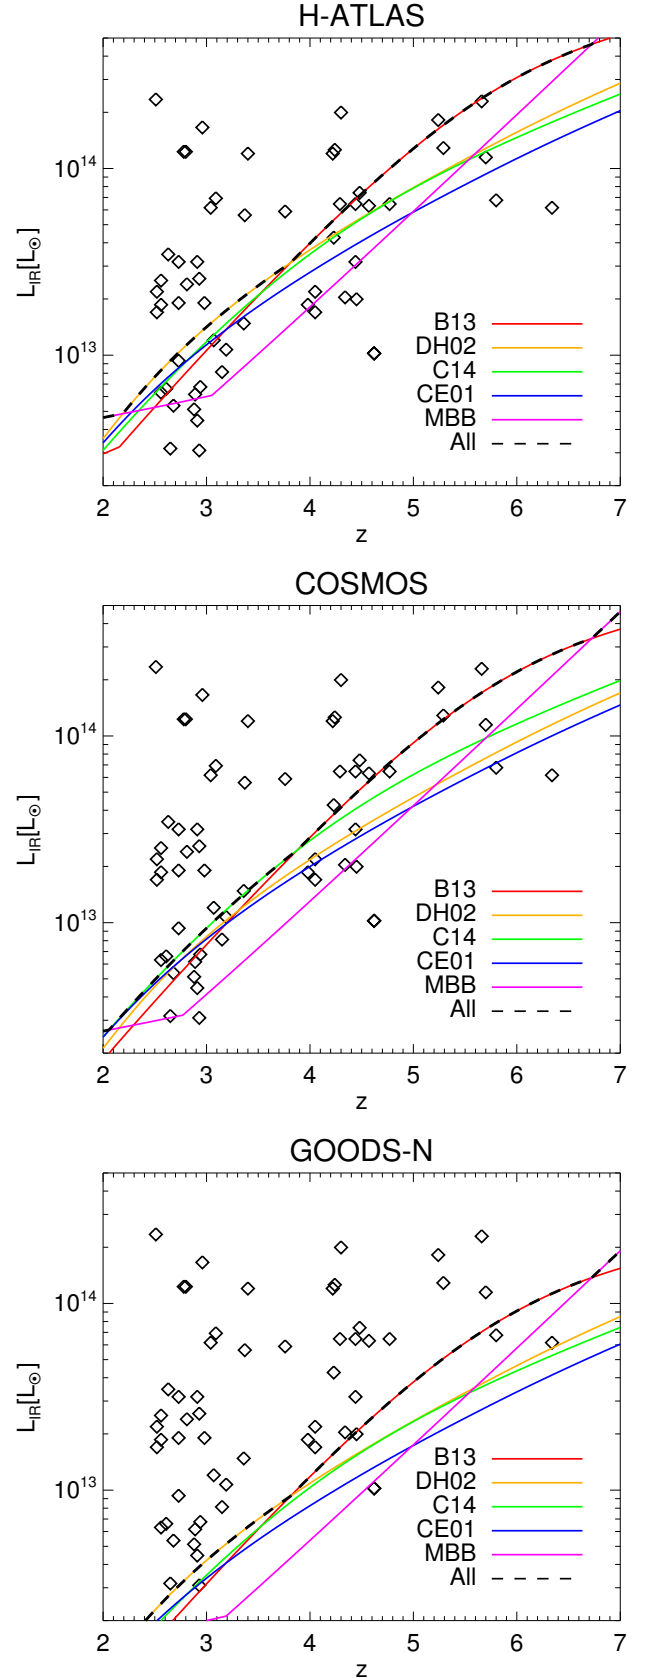 H-ATLAS
L_IR[L_⊙]
10^14
10^13
B13
DH02
C14
CE01
MBB
All
2 3 4 5 6 7
z
COSMOS
L_IR[L_⊙]
10^14
10^13
B13
DH02
C14
CE01
MBB
All
2 3 4 5 6 7
z
GOODS-N
L_IR[L_⊙]
10^14
10^13
B13
DH02
C14
CE01
MBB
All
2 3 4 5 6 7
z